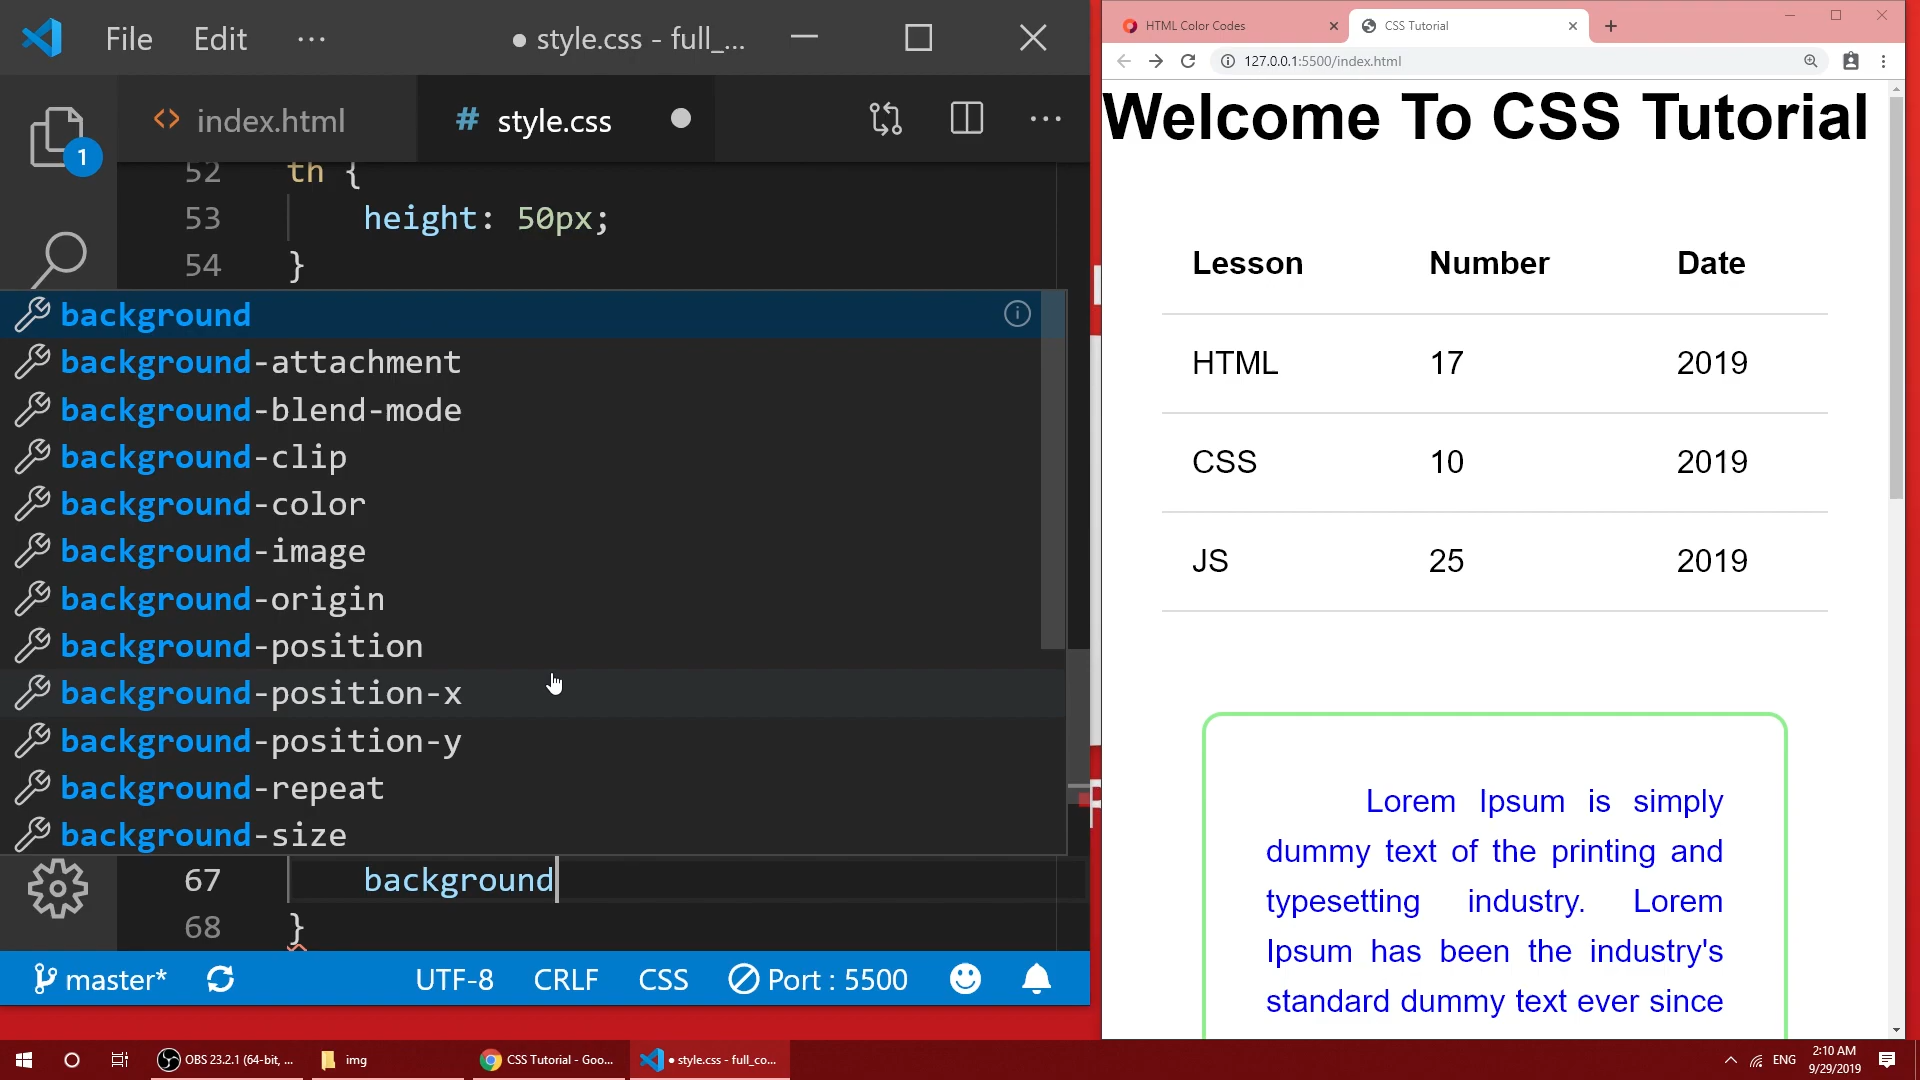 File Edit ...
● style.css - full_...
index.html
# style.css
1
52 th {
53 height: 50px;
54 }
background
background-attachment
background-blend-mode
background-clip
background-color
background-image
background-origin
background-position
background-position-x
background-position-y
background-repeat
background-size
67 background
68 }
master* UTF-8 CRLF CSS Port : 5500
HTML Color Codes
CSS Tutorial
127.0.0.1:5500/index.html
Welcome To CSS Tutorial
Lesson Number Date
HTML 17 2019
CSS 10 2019
JS 25 2019
Lorem Ipsum is simply
dummy text of the printing and
typesetting industry. Lorem
Ipsum has been the industry's
standard dummy text ever since
OBS 23.2.1 (64-bit, ...
img
CSS Tutorial - Goo...
● style.css - full_co...
ENG
2:10 AM
9/29/2019